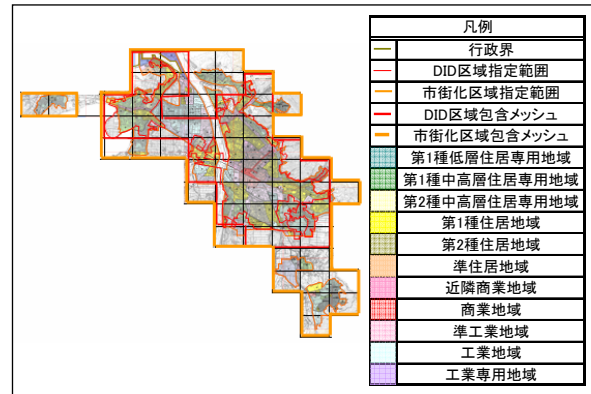 凡例
行政界
DID区域指定範囲
市街化区域指定範囲
DID区域包含メッシュ
市街化区域包含メッシュ
第1種低層住居専用地域
第1種中高層住居専用地域
第2種中高層住居専用地域
第1種住居地域
第2種住居地域
準住居地域
近隣商業地域
商業地域
準工業地域
工業地域
工業専用地域